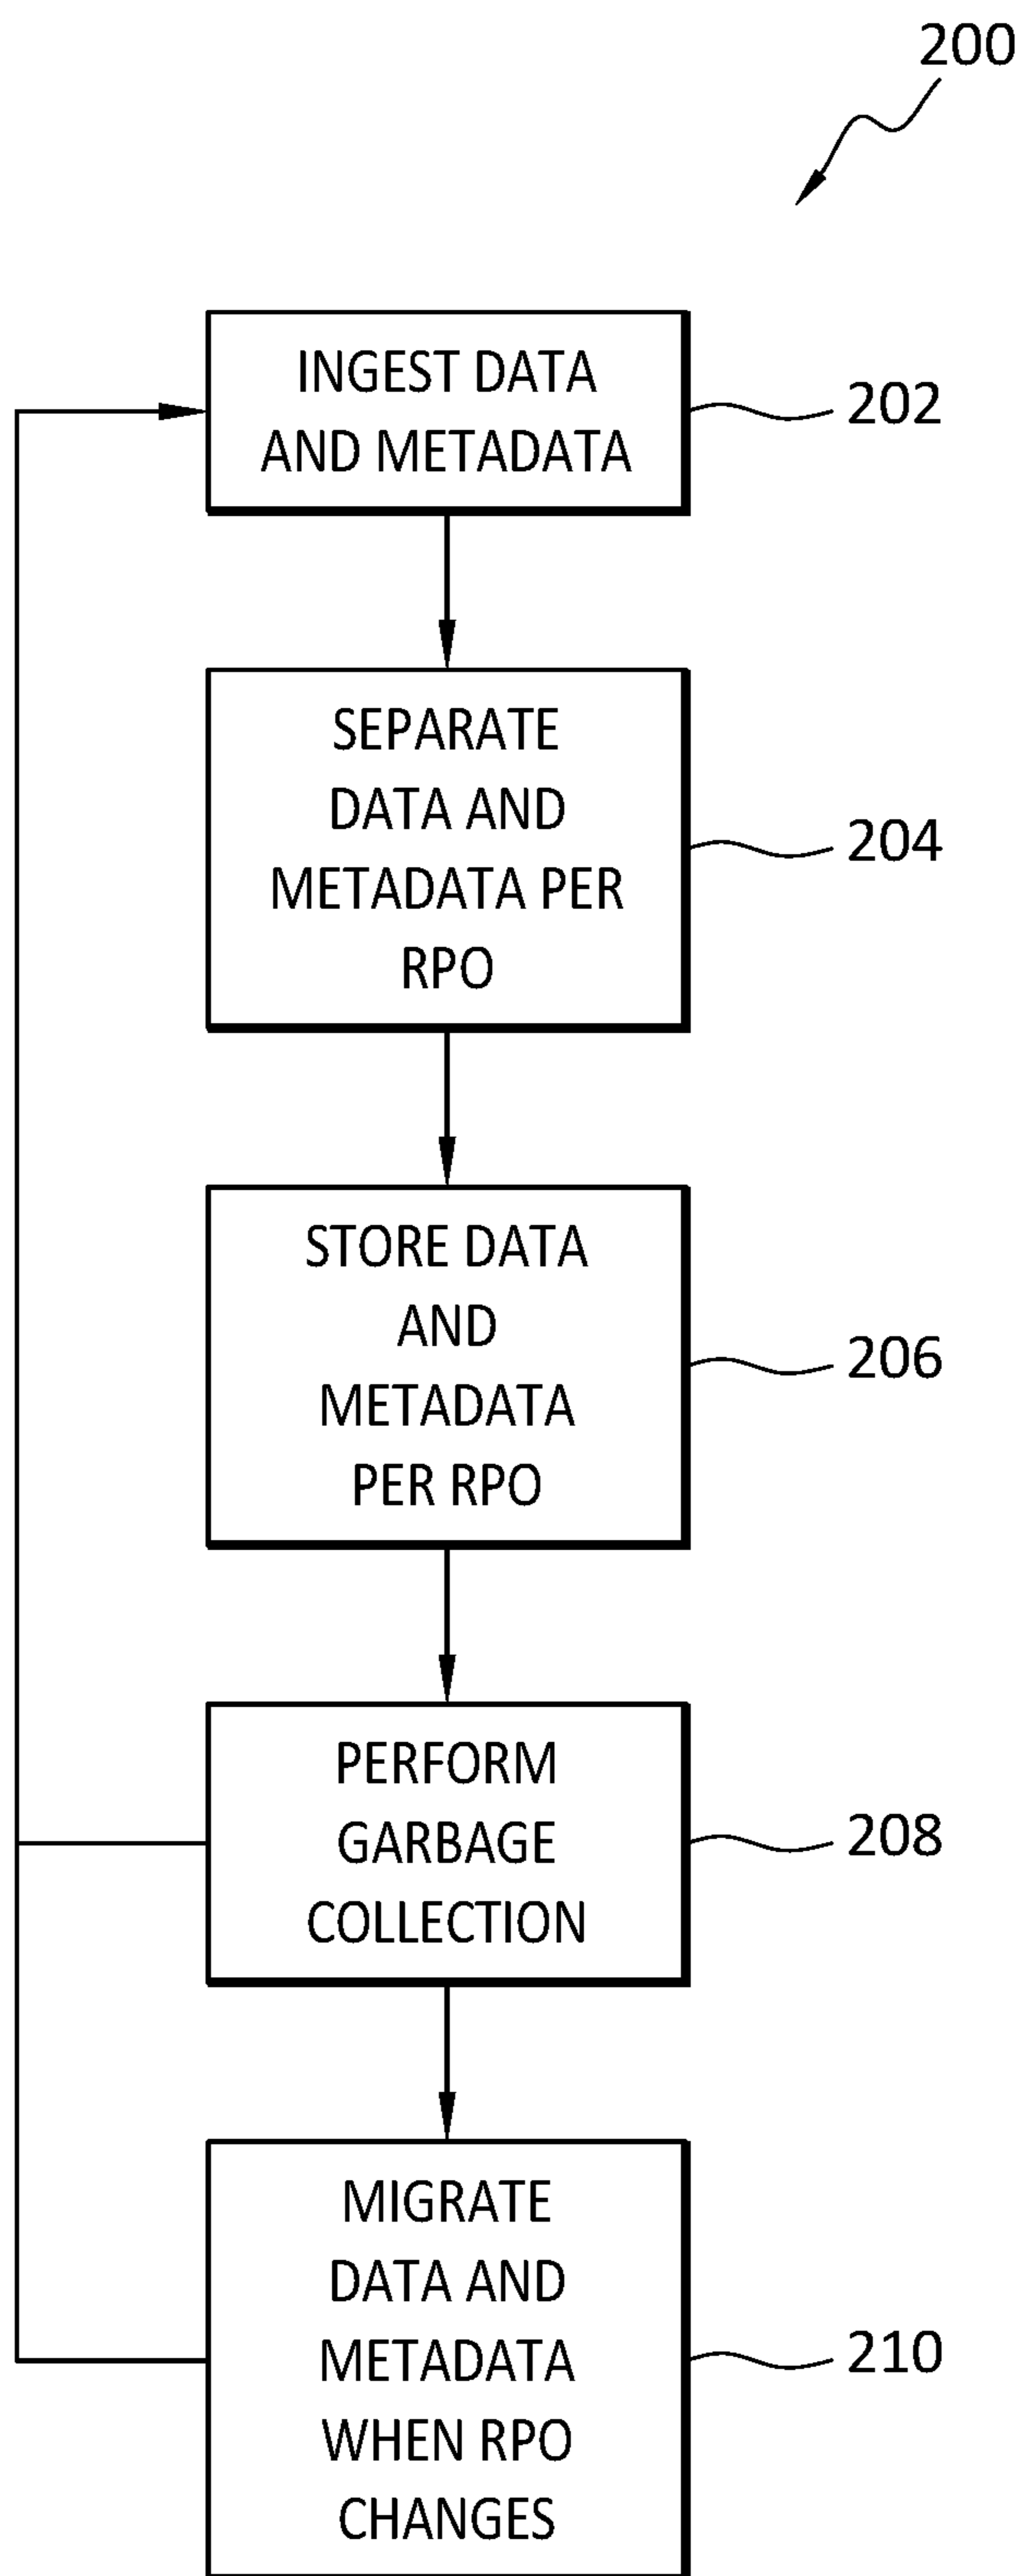 200
INGEST DATA
AND METADATA
202
SEPARATE
DATA AND
METADATA PER
RPO
204
STORE DATA
AND
METADATA
PER RPO
206
PERFORM
GARBAGE
COLLECTION
208
MIGRATE
DATA AND
METADATA
WHEN RPO
CHANGES
210